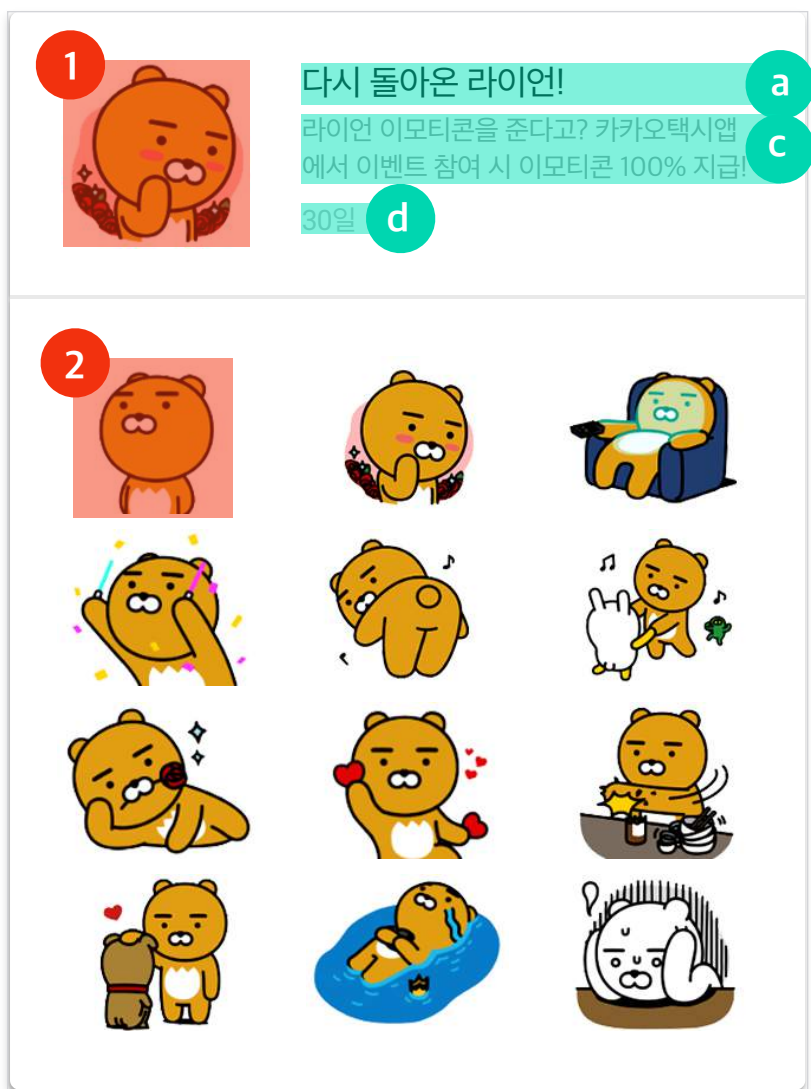 1
다시 돌아온 라이언!
a
라이언 이모티콘을 준다고? 카카오택시앱
에서 이벤트 참여 시 이모티콘 100% 지급!
c
30일
d
2